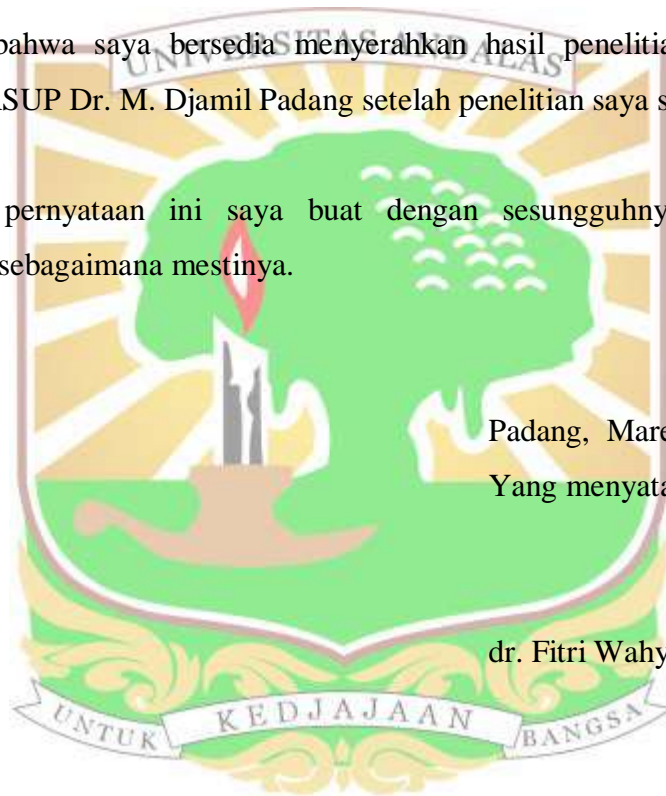 bahwa saya bersedia menyerahkan hasil penelitia
UNIVERSITAS ANDALAS
RSUP Dr. M. Djamil Padang setelah penelitian saya s
pernyataan ini saya buat dengan sesungguhny
sebagaimana mestinya.
Padang, Mare
Yang menyata
dr. Fitri Wahy
UNTUK KEDJAJAAN BANGSA